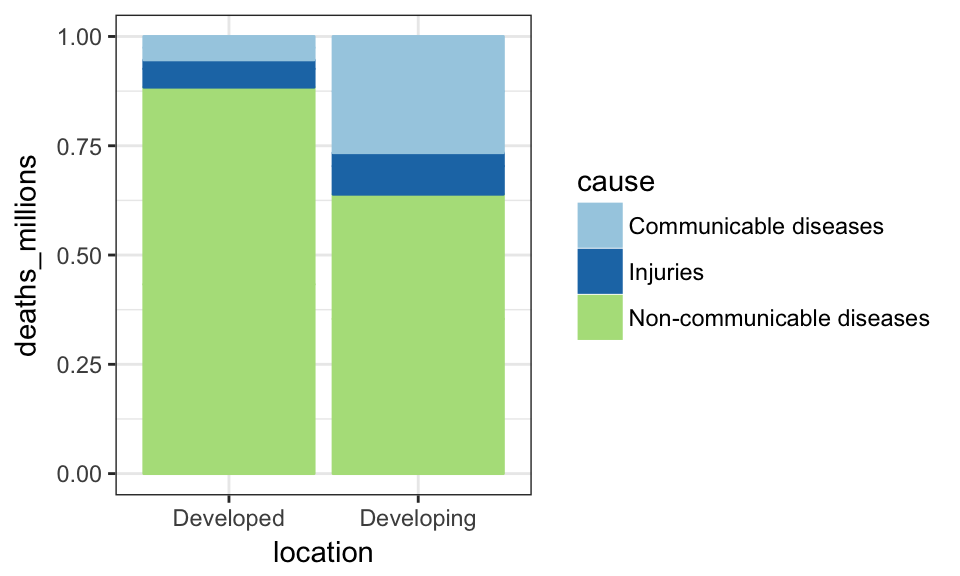 1.00
0.75
0.50
0.25
0.00
deaths_millions
Developed
Developing
location
cause
Communicable diseases
Injuries
Non-communicable diseases